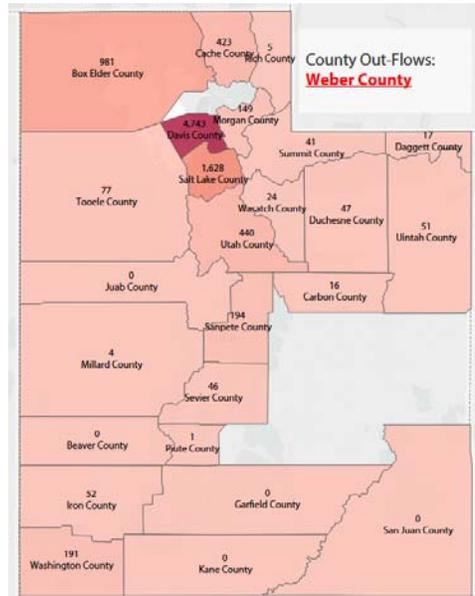 423
Cache County
5
Rich County
County Out-Flows:
Weber County
981
Box Elder County
149
Morgan County
4,743
Davis County
41
Summit County
17
Daggett County
1,628
Salt Lake County
77
Tooele County
24
Wasatch County
47
Duchesne County
51
Uintah County
440
Utah County
0
Juab County
16
Carbon County
194
Sanpete County
4
Millard County
46
Sevier County
0
Beaver County
1
Piute County
52
Iron County
0
Garfield County
0
San Juan County
191
Washington County
0
Kane County